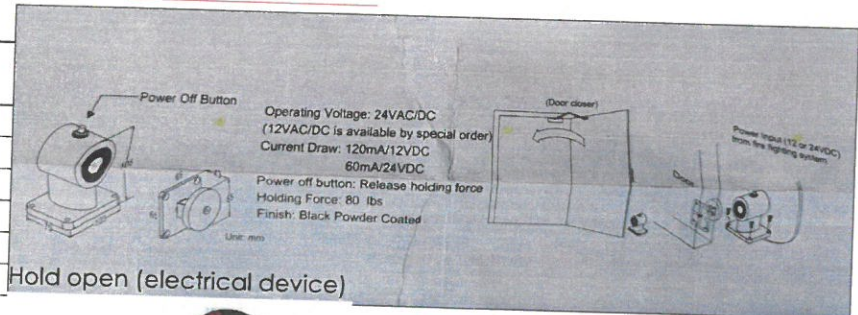 Power Off Button
Operating Voltage: 24VAC/DC
(12VAC/DC is available by special order)
Current Draw: 120mA/12VDC
60mA/24VDC
Power off button: Release holding force
Holding Force: 80 lbs
Finish: Black Powder Coated
Unit: mm
(Door closer)
Door
Power Input (12 or 24VDC)
from fire fighting system
Hold open (electrical device)